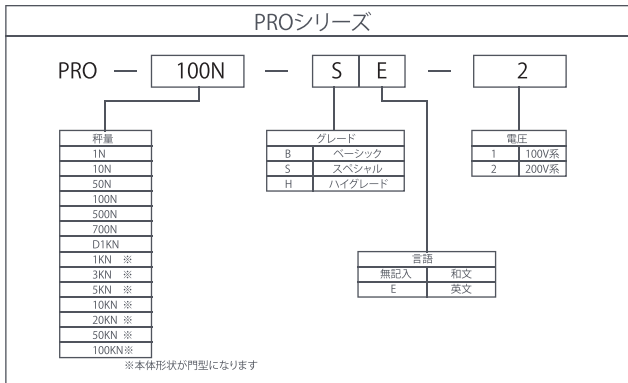 PROシリーズ
PRO — 100N — S E — 2
秤量
1N
10N
50N
100N
500N
700N
D1KN
1KN ※
3KN ※
5KN ※
10KN ※
20KN ※
50KN ※
100KN※
※本体形状が門型になります
グレード
B ベーシック
S スペシャル
H ハイグレード
言語
無記入 和文
E 英文
電圧
1 100V系
2 200V系